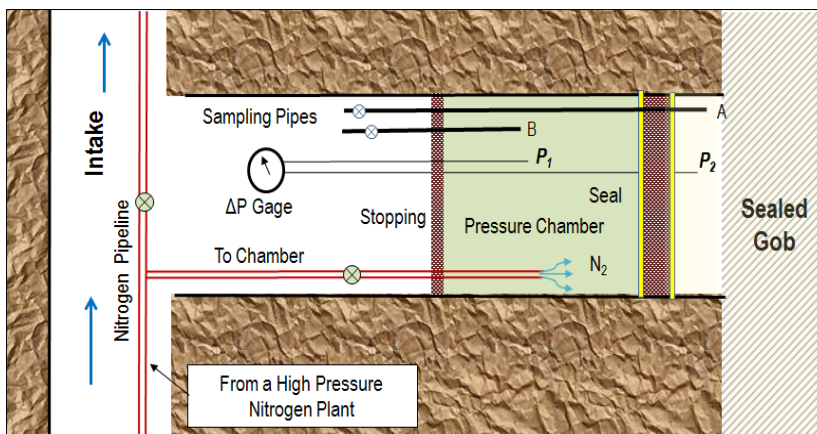 Intake
Nitrogen Pipeline
Sampling Pipes
A
B
P₁
P₂
ΔP Gage
Stopping
Seal
Pressure Chamber
Sealed
Gob
To Chamber
N₂
From a High Pressure
Nitrogen Plant